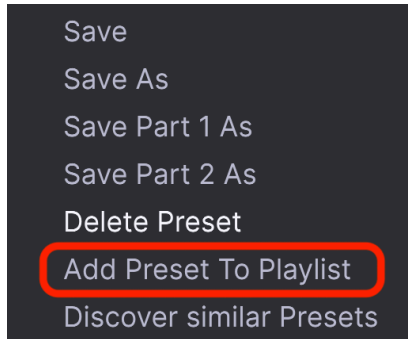 Save
Save As
Save Part 1 As
Save Part 2 As
Delete Preset
Add Preset To Playlist
Discover similar Presets